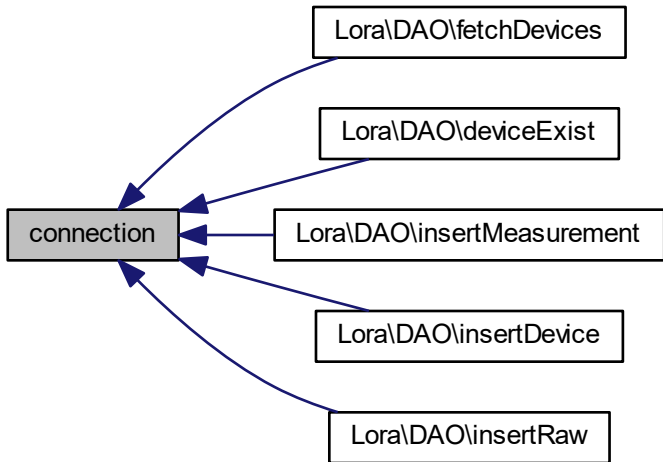 Lora\DAO\fetchDevices
Lora\DAO\deviceExist
connection
Lora\DAO\insertMeasurement
Lora\DAO\insertDevice
Lora\DAO\insertRaw